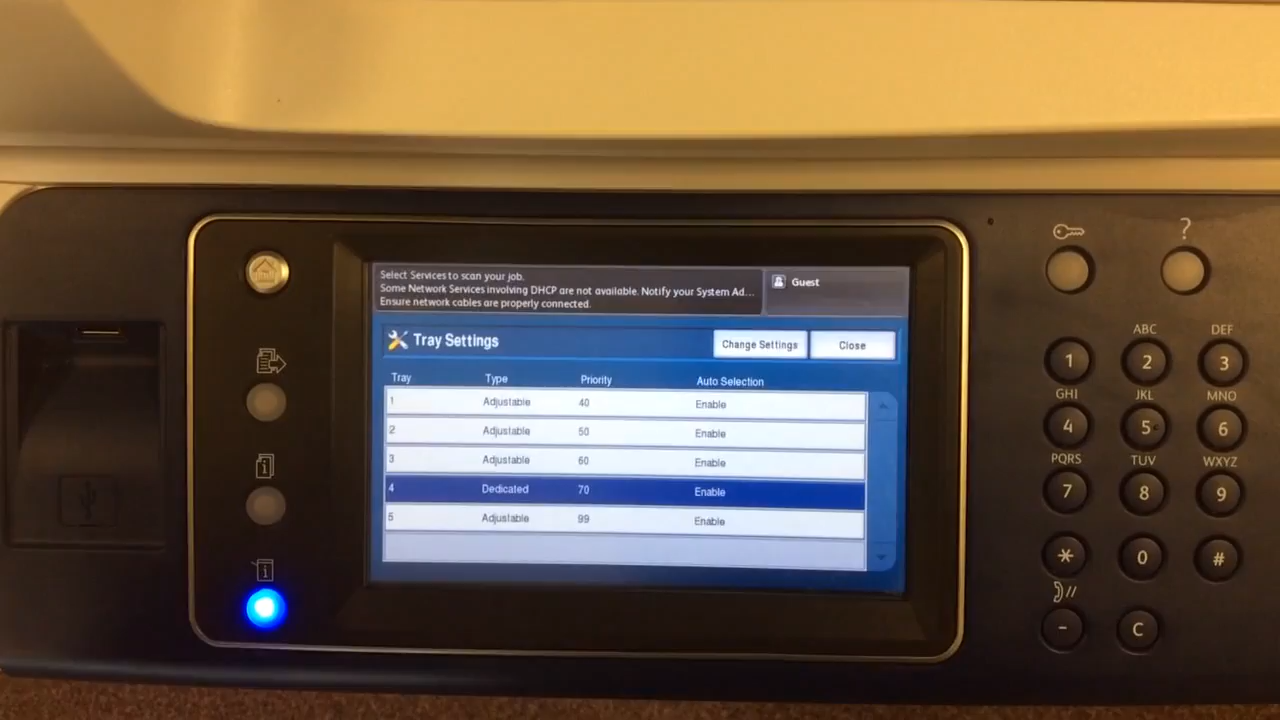 Select Services to scan your job.
Some Network Services involving DHCP are not available. Notify your System Ad...
Ensure network cables are properly connected.
Guest
Tray Settings
Change Settings
Close
Tray Type Priority Auto Selection
1 Adjustable 40 Enable
2 Adjustable 50 Enable
3 Adjustable 60 Enable
4 Dedicated 70 Enable
5 Adjustable 99 Enable
?
ABC DEF
1 2 3
GHI JKL MNO
4 5 6
PQRS TUV WXYZ
7 8 9
* 0 #
- C